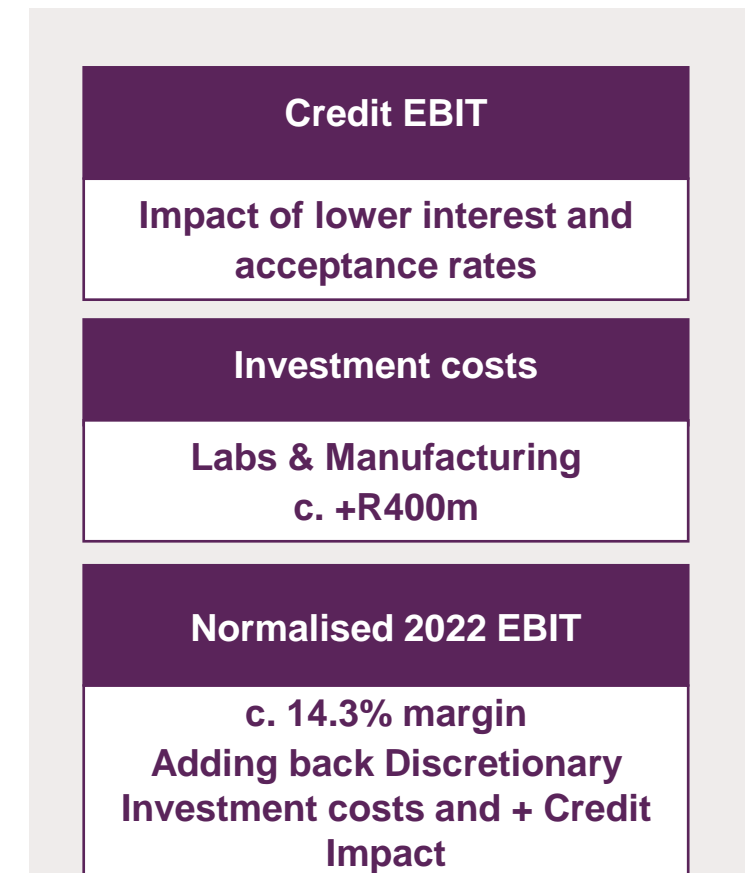 Credit EBIT
Impact of lower interest and
acceptance rates
Investment costs
Labs & Manufacturing
c. +R400m
Normalised 2022 EBIT
c. 14.3% margin
Adding back Discretionary
Investment costs and + Credit
Impact